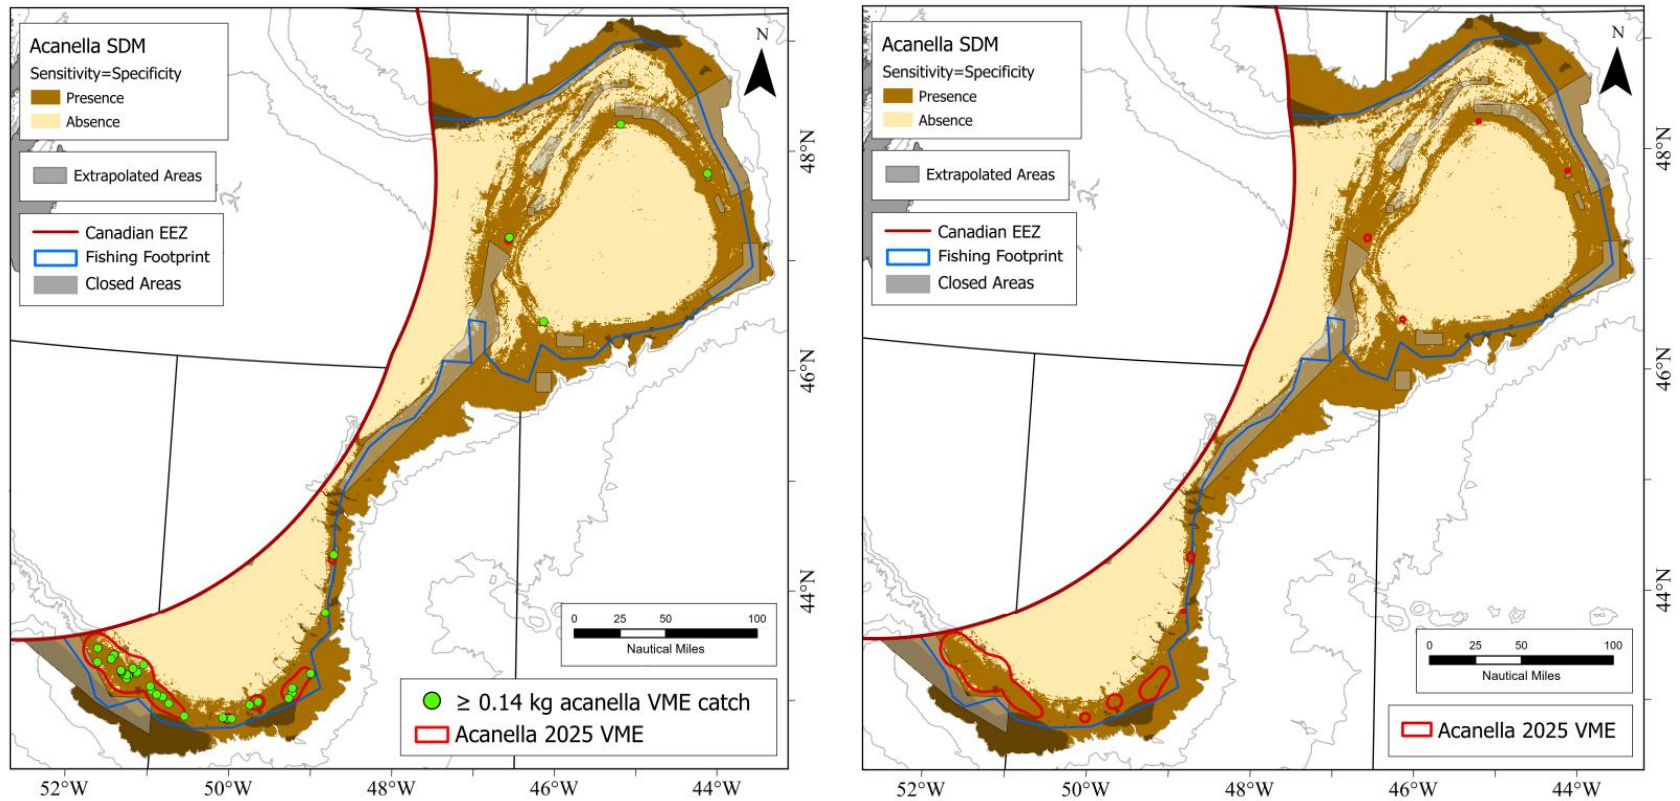 Acanella SDM
Sensitivity=Specificity
Presence
Absence
Extrapolated Areas
Canadian EEZ
Fishing Footprint
Closed Areas
N
48°N
46°N
44°N
0 25 50 100
Nautical Miles
≥ 0.14 kg acanella VME catch
Acanella 2025 VME
52°W 50°W 48°W 46°W 44°W
Acanella SDM
Sensitivity=Specificity
Presence
Absence
Extrapolated Areas
Canadian EEZ
Fishing Footprint
Closed Areas
N
48°N
46°N
44°N
0 25 50 100
Nautical Miles
Acanella 2025 VME
52°W 50°W 48°W 46°W 44°W